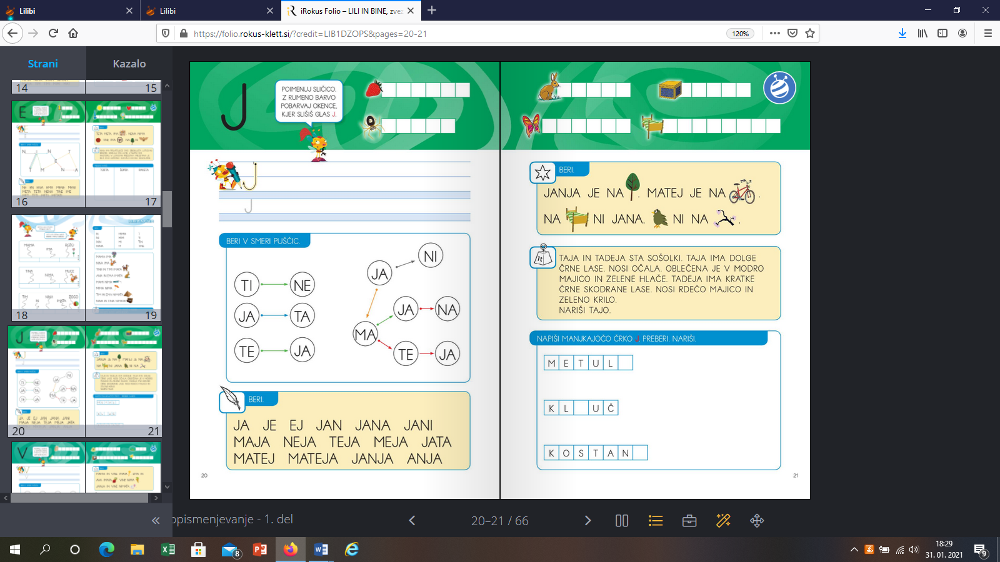 Lilibi
Lilibi
iRokus Folio – LILI IN BINE, zvez
https://folio.rokus-klett.si/?credit=LIB1DZOPS&pages=20-21
120%
Strani
Kazalo
14
15
16
17
18
19
20
21
J
POIMENUJ SLIČICO.
Z RUMENO BARVO
POBARVAJ OKENCE,
KJER SLIŠIŠ GLAS J.
J
J
BERI V SMERI PUŠČIC.
TI NE
JA TA
TE JA
JA NI
MA JA NA
TE JA
BERI.
JA JE EJ JAN JANA JANI
MAJA NEJA TEJA MEJA JATA
MATEJ MATEJA JANJA ANJA
20
BERI.
JANJA JE NA . MATEJ JE NA .
NA NI JANA. NI NA .
1t
TAJA IN TADEJA STA SOŠOLKI. TAJA IMA DOLGE
ČRNE LASE. NOSI OČALA. OBLEČENA JE V MODRO
MAJICO IN ZELENE HLAČE. TADEJA IMA KRATKE
ČRNE SKODRANE LASE. NOSI RDEČO MAJICO IN
ZELENO KRILO.
NARIŠI TAJO.
NAPIŠI MANJKAJOČO ČRKO J. PREBERI. NARIŠI.
M E T U L
K L U Č
K O S T A N
21
opismenjevanje - 1. del
20–21 / 66
8
18:29
31. 01. 2021
9